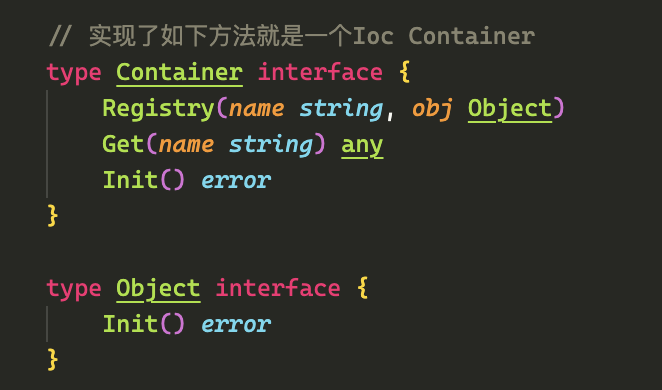 // 实现了如下方法就是一个Ioc Container
type Container interface {
    Registry(name string, obj Object)
    Get(name string) any
    Init() error
}
type Object interface {
    Init() error
}